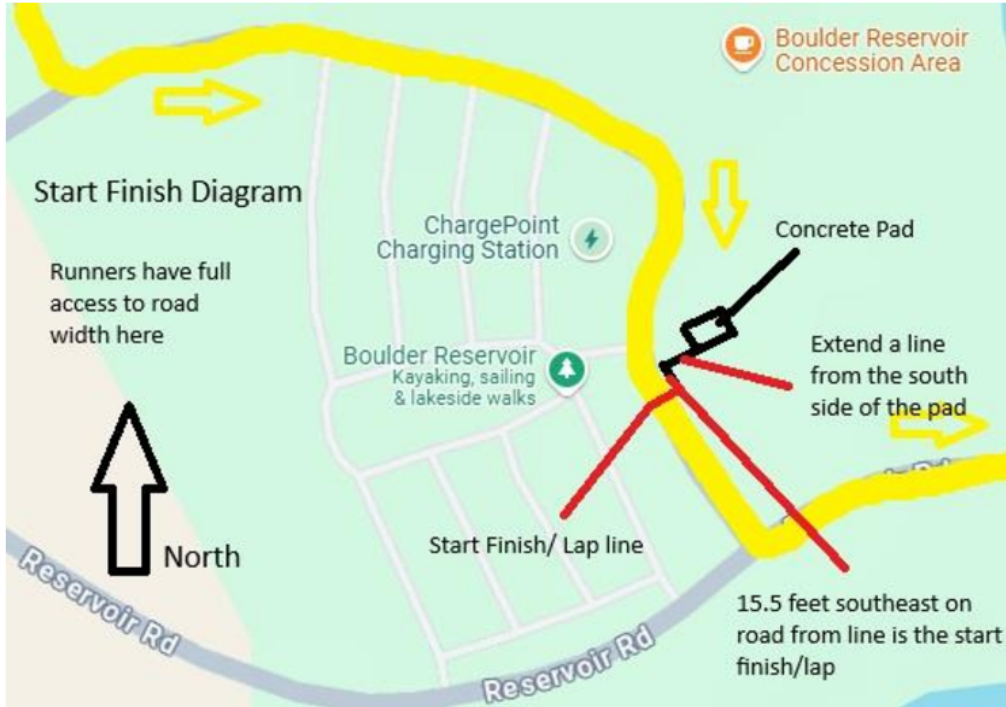 Boulder Reservoir
Concession Area
Start Finish Diagram
ChargePoint
Charging Station
Concrete Pad
Runners have full
access to road
width here
Boulder Reservoir
Kayaking, sailing
& lakeside walks
Extend a line
from the south
side of the pad
North
Start Finish/ Lap line
Reservoir Rd
Reservoir Rd
15.5 feet southeast on
road from line is the start
finish/lap